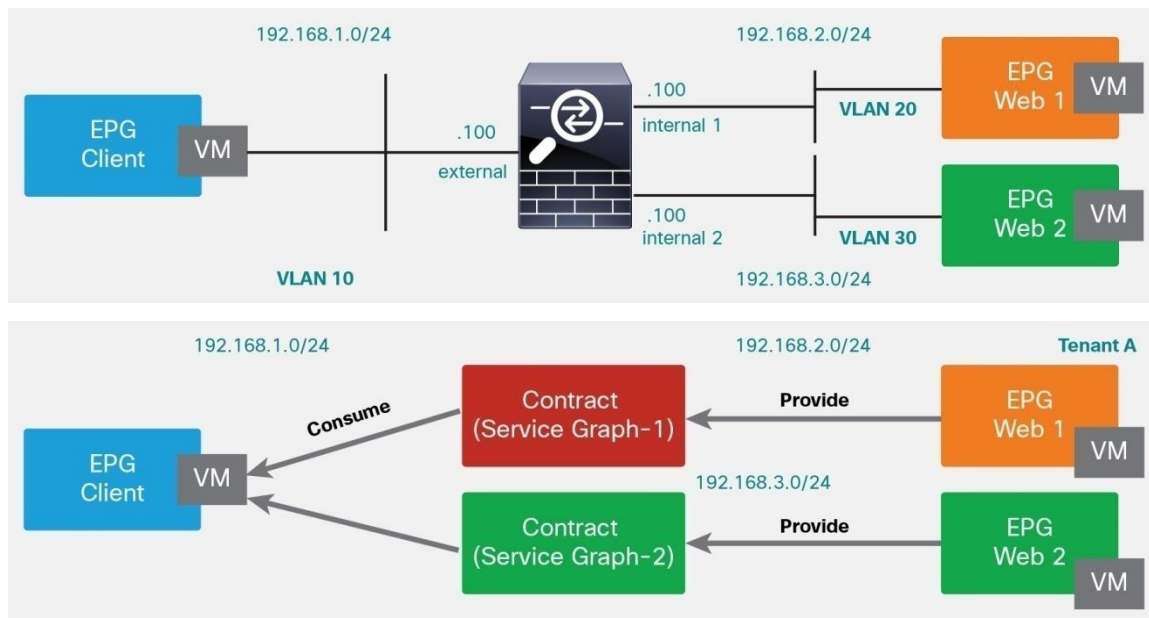 192.168.1.0/24
192.168.2.0/24
EPG
Client
VM
.100
external
.100
internal 1
VLAN 20
EPG
Web 1
VM
.100
internal 2
VLAN 30
EPG
Web 2
VM
VLAN 10
192.168.3.0/24
192.168.1.0/24
192.168.2.0/24
Tenant A
Consume
Contract
(Service Graph-1)
Provide
EPG
Web 1
VM
EPG
Client
VM
192.168.3.0/24
Contract
(Service Graph-2)
Provide
EPG
Web 2
VM